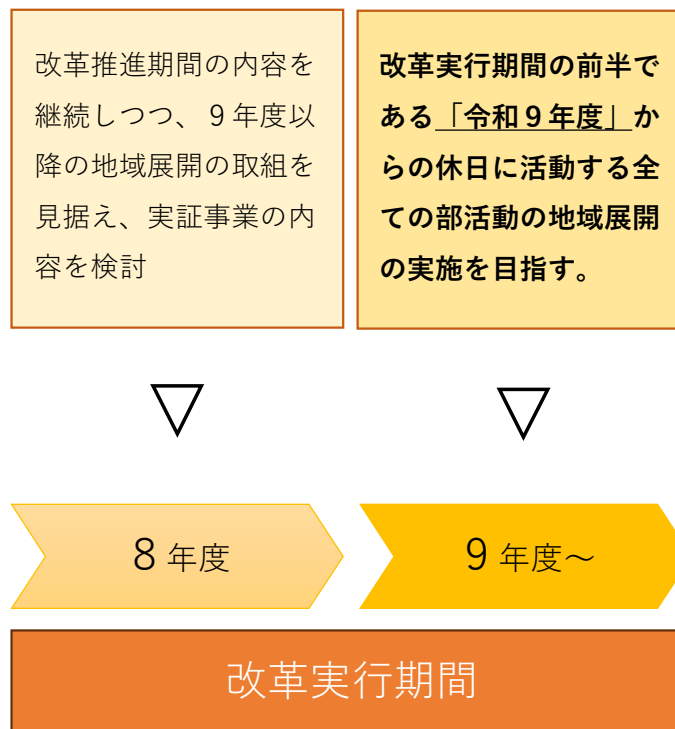 改革推進期間の内容を
継続しつつ、９年度以
降の地域展開の取組を
見据え、実証事業の内
容を検討
改革実行期間の前半で
ある「令和９年度」か
らの休日に活動する全
ての部活動の地域展開
の実施を目指す。
8 年度
9 年度～
改革実行期間